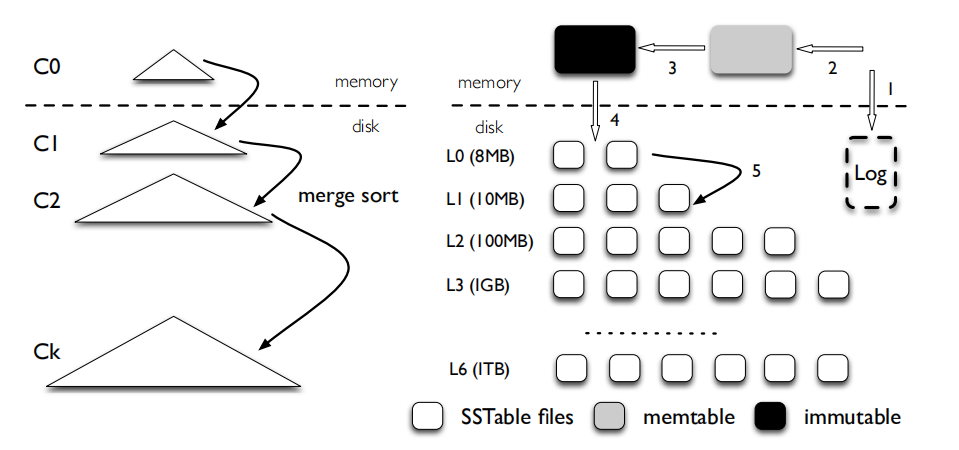 C0
memory
disk
C1
C2
merge sort
Ck
memory
3
2
1
disk
4
L0 (8MB)
5
Log
L1 (10MB)
L2 (100MB)
L3 (1GB)
L6 (1TB)
SSTable files
memtable
immutable